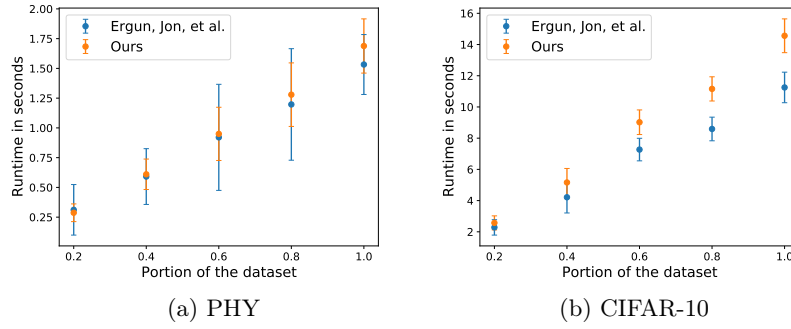 2.00
1.75
1.50
1.25
1.00
0.75
0.50
0.25
Runtime in seconds
Ergun, Jon, et al.
Ours
0.2 0.4 0.6 0.8 1.0
Portion of the dataset
(a) PHY
16
14
12
10
8
6
4
2
Runtime in seconds
Ergun, Jon, et al.
Ours
0.2 0.4 0.6 0.8 1.0
Portion of the dataset
(b) CIFAR-10